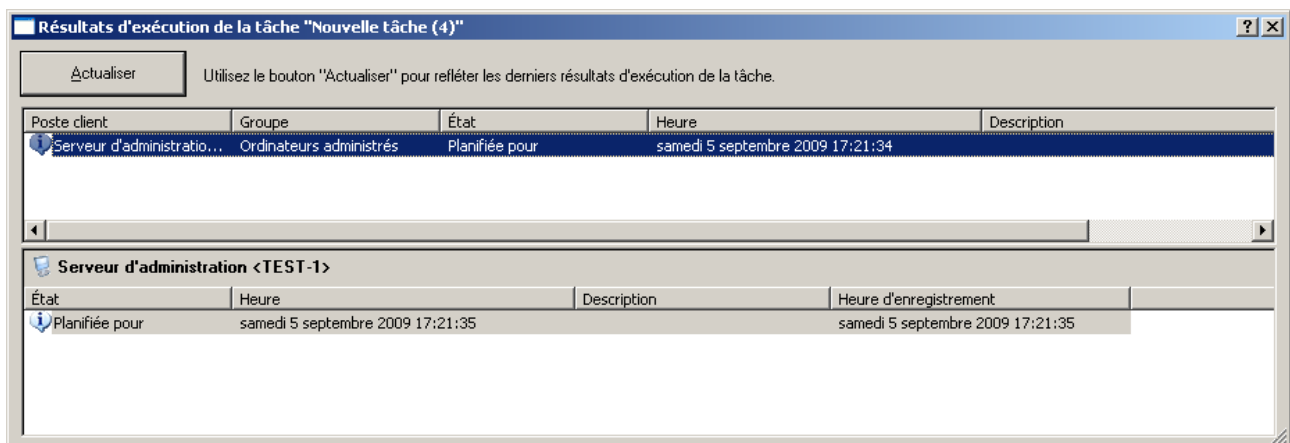 Résultats d'exécution de la tâche "Nouvelle tâche (4)"
Actualiser
Utilisez le bouton "Actualiser" pour refléter les derniers résultats d'exécution de la tâche.
Poste client Groupe État Heure Description
Serveur d'administratio... Ordinateurs administrés Planifiée pour samedi 5 septembre 2009 17:21:34
Serveur d'administration <TEST-1>
État Heure Description Heure d'enregistrement
Planifiée pour samedi 5 septembre 2009 17:21:35 samedi 5 septembre 2009 17:21:35